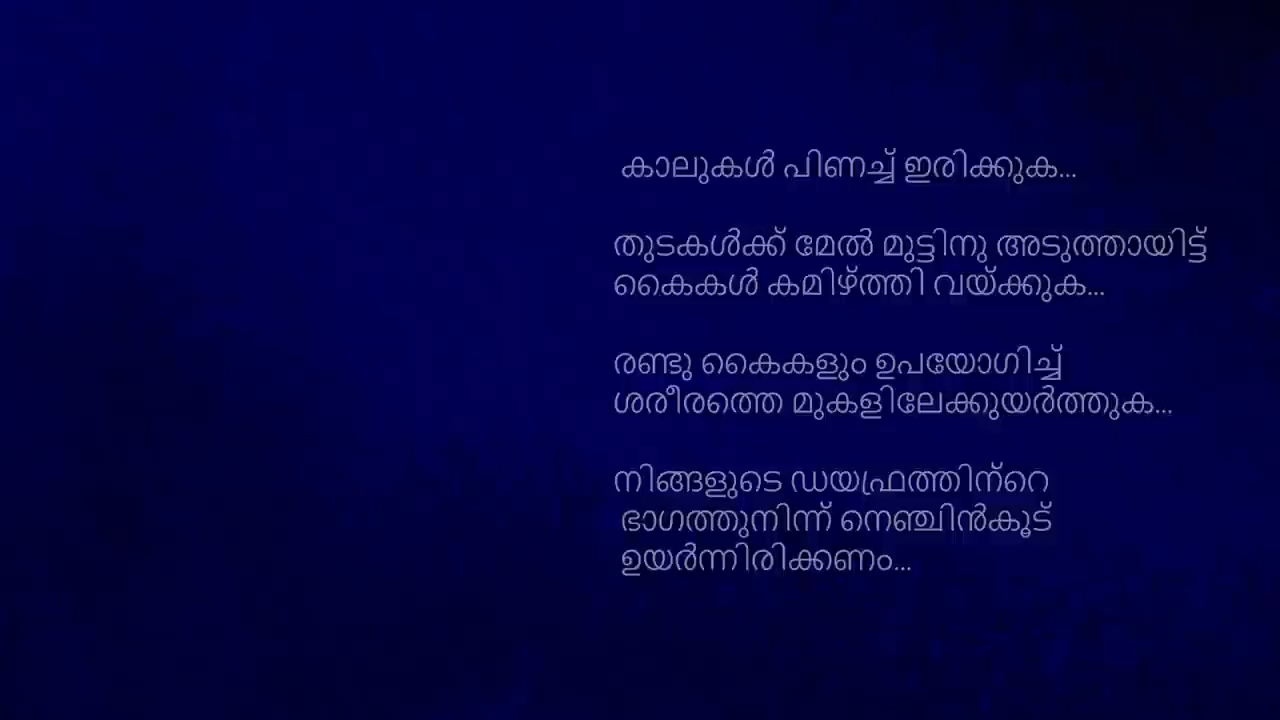 കാലുകൾ പിണച്ച് ഇരിക്കുക...
തുടകൾക്ക് മേൽ മുട്ടിനു അടുത്തായിട്ട്
കൈകൾ കമിഴ്ത്തി വയ്ക്കുക...
രണ്ടു കൈകളും ഉപയോഗിച്ച്
ശരീരത്തെ മുകളിലേക്കുയർത്തുക...
നിങ്ങളുടെ ഡയഫ്രത്തിന്റെ
ഭാഗത്തുനിന്ന് നെഞ്ചിൻകൂട്
ഉയർന്നിരിക്കണം...